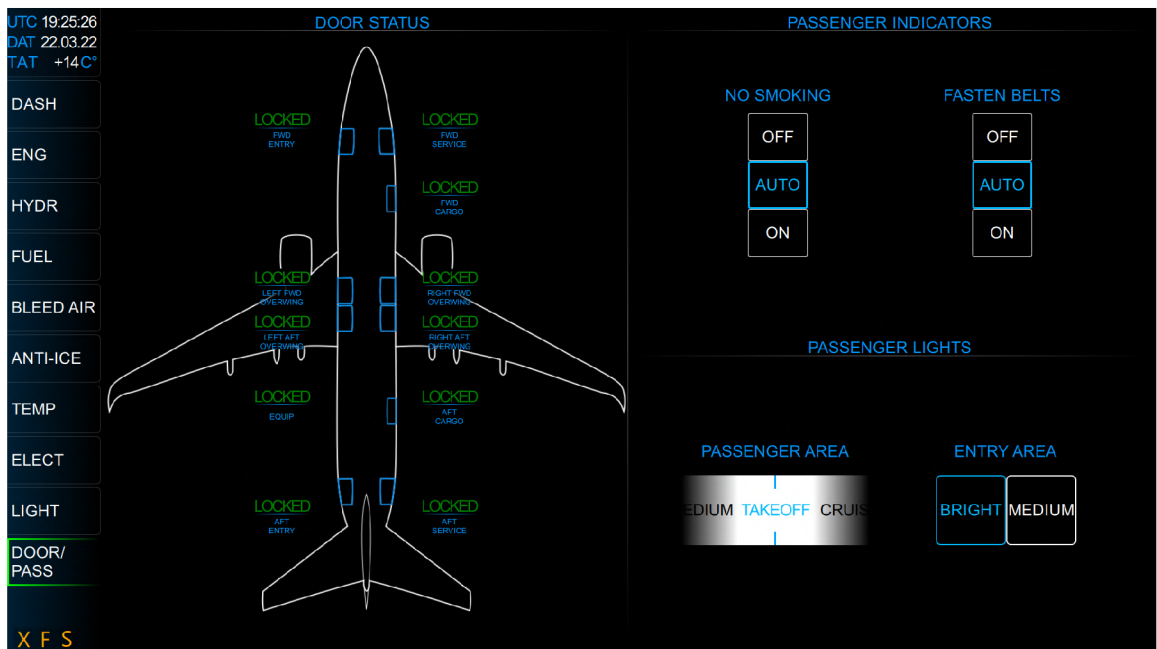 UTC 19:25:26
DAT 22.03.22
TAT +14C°
DASH
ENG
HYDR
FUEL
BLEED AIR
ANTI-ICE
TEMP
ELECT
LIGHT
DOOR/
PASS
X F S
DOOR STATUS
LOCKED
FWD
ENTRY
LOCKED
FWD
SERVICE
LOCKED
FWD
CARGO
LOCKED
LEFT FWD
OVERWING
LOCKED
RIGHT FWD
OVERWING
LOCKED
LEFT AFT
OVERWING
LOCKED
RIGHT AFT
OVERWING
LOCKED
EQUIP
LOCKED
AFT
CARGO
LOCKED
AFT
ENTRY
LOCKED
AFT
SERVICE
PASSENGER INDICATORS
NO SMOKING
OFF
AUTO
ON
FASTEN BELTS
OFF
AUTO
ON
PASSENGER LIGHTS
PASSENGER AREA
EDIUM TAKEOFF CRUIS
ENTRY AREA
BRIGHT MEDIUM